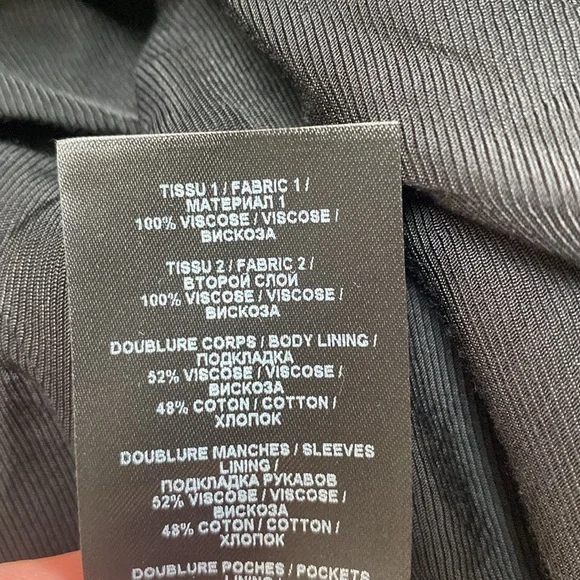 TISSU 1 / FABRIC 1 /
МАТЕРИАЛ 1
100% VISCOSE / VISCOSE /
ВИСКОЗА
TISSU 2 / FABRIC 2 /
ВТОРОЙ СЛОЙ
100% VISCOSE / VISCOSE /
ВИСКОЗА
DOUBLURE CORPS / BODY LINING /
ПОДКЛАДКА
52% VISCOSE / VISCOSE /
ВИСКОЗА
48% COTON / COTTON /
ХЛОПОК
DOUBLURE MANCHES / SLEEVES
LINING /
ПОДКЛАДКА РУКАВОВ
52% VISCOSE / VISCOSE /
ВИСКОЗА
48% COTON / COTTON /
ХЛОПОК
DOUBLURE POCHES / POCKETS
LINING /